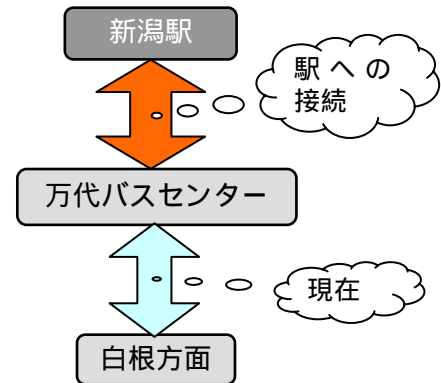 新潟駅
駅への
接続
万代バスセンター
現在
白根方面